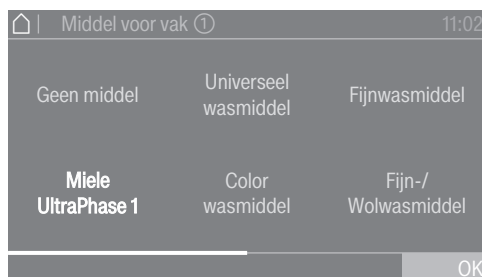 Middel voor vak ① 11:02
Geen middel
Universeel
wasmiddel
Fijnwasmiddel
Miele
UltraPhase 1
Color
wasmiddel
Fijn-/
Wolwasmiddel
OK